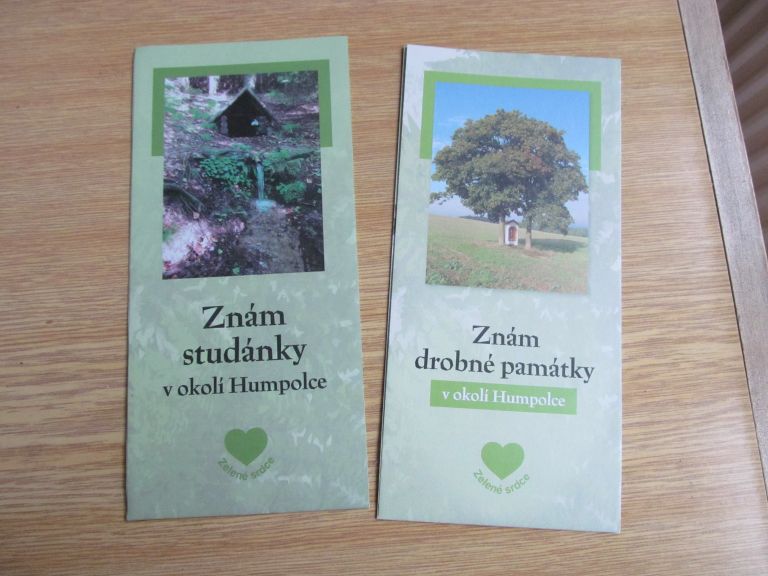 Znám
studánky
v okolí Humpolce
Zelené srdce
Znám
drobné památky
v okolí Humpolce
Zelené srdce